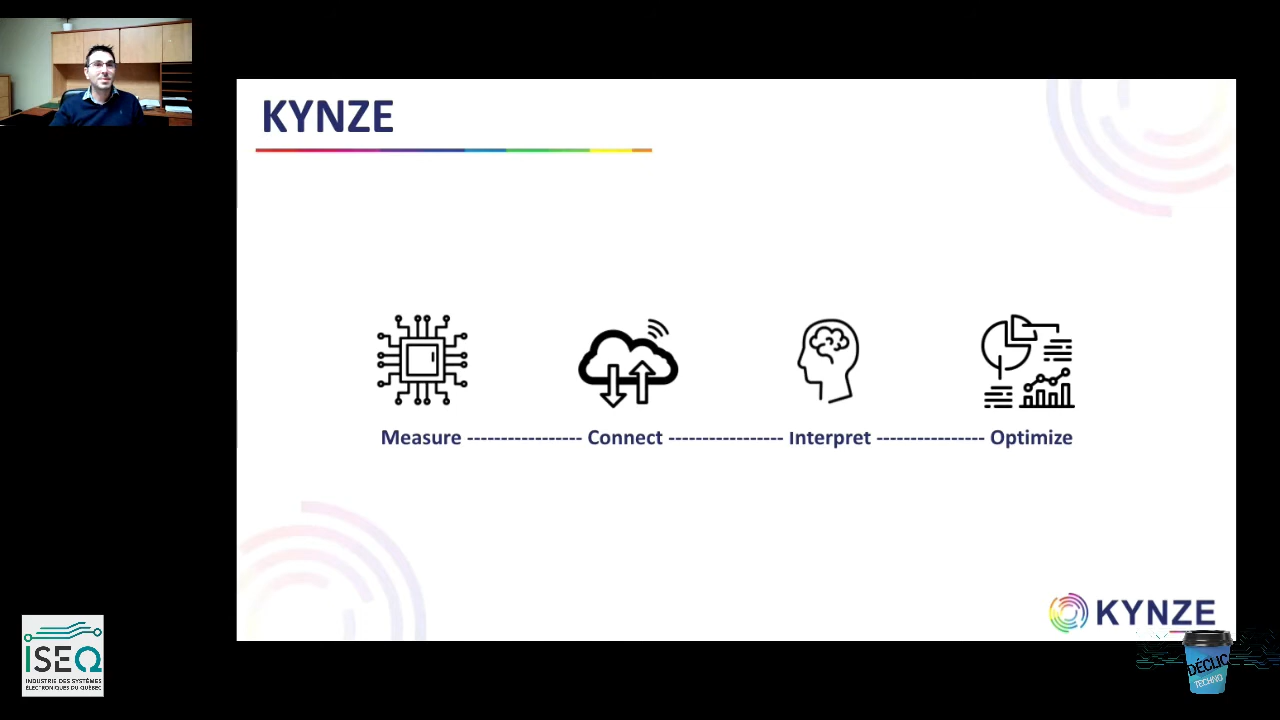 KYNZE
Measure ----------------- Connect ----------------- Interpret ---------------- Optimize
KYNZE
ISEQ
INDUSTRIE DES SYSTÈMES
ÉLECTRONIQUES DU QUÉBEC
DÉCLIC
TECHNO